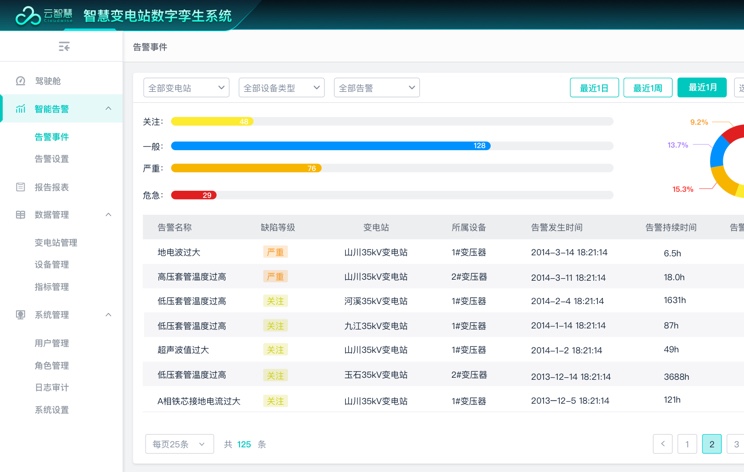 云智慧 智慧变电站数字孪生系统
告警事件
驾驶舱
智能告警
告警事件
告警设置
报告报表
数据管理
变电站管理
设备管理
指标管理
系统管理
用户管理
角色管理
日志审计
系统设置
全部变电站 全部设备类型 全部告警 最近1日 最近1周 最近1月
关注: 48
一般: 128
严重: 76
危急: 29
9.2%
13.7%
15.3%
告警名称 缺陷等级 变电站 所属设备 告警发生时间 告警持续时间 告警
地电波过大 严重 山川35kV变电站 1#变压器 2014-3-14 18:21:14 6.5h
高压套管温度过高 严重 山川35kV变电站 2#变压器 2014-3-11 18:21:14 18.0h
低压套管温度过高 关注 河溪35kV变电站 1#变压器 2014-2-4 18:21:14 1631h
低压套管温度过高 关注 九江35kV变电站 1#变压器 2014-1-14 18:21:14 87h
超声波值过大 关注 山川35kV变电站 1#变压器 2014-1-2 18:21:14 49h
低压套管温度过高 关注 玉石35kV变电站 2#变压器 2013-12-14 18:21:14 3688h
A相铁芯接地电流过大 关注 山川35kV变电站 1#变压器 2013-12-5 18:21:14 121h
每页25条 共 125 条 1 2 3